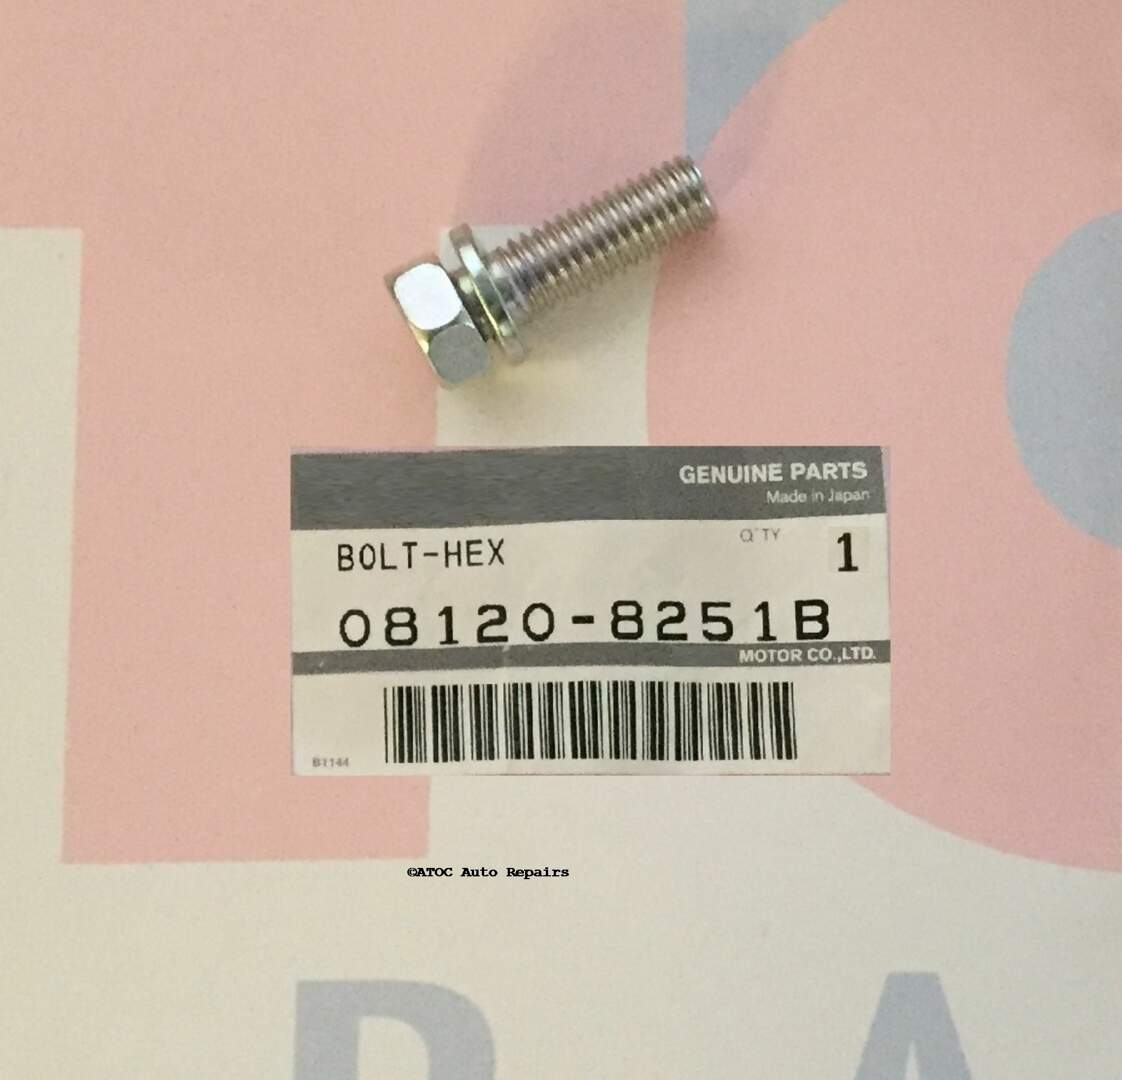 GENUINE PARTS
Made in Japan
BOLT-HEX
Q'TY
1
08120-8251B
MOTOR CO.,LTD.
B1144
©ATOC Auto Repairs